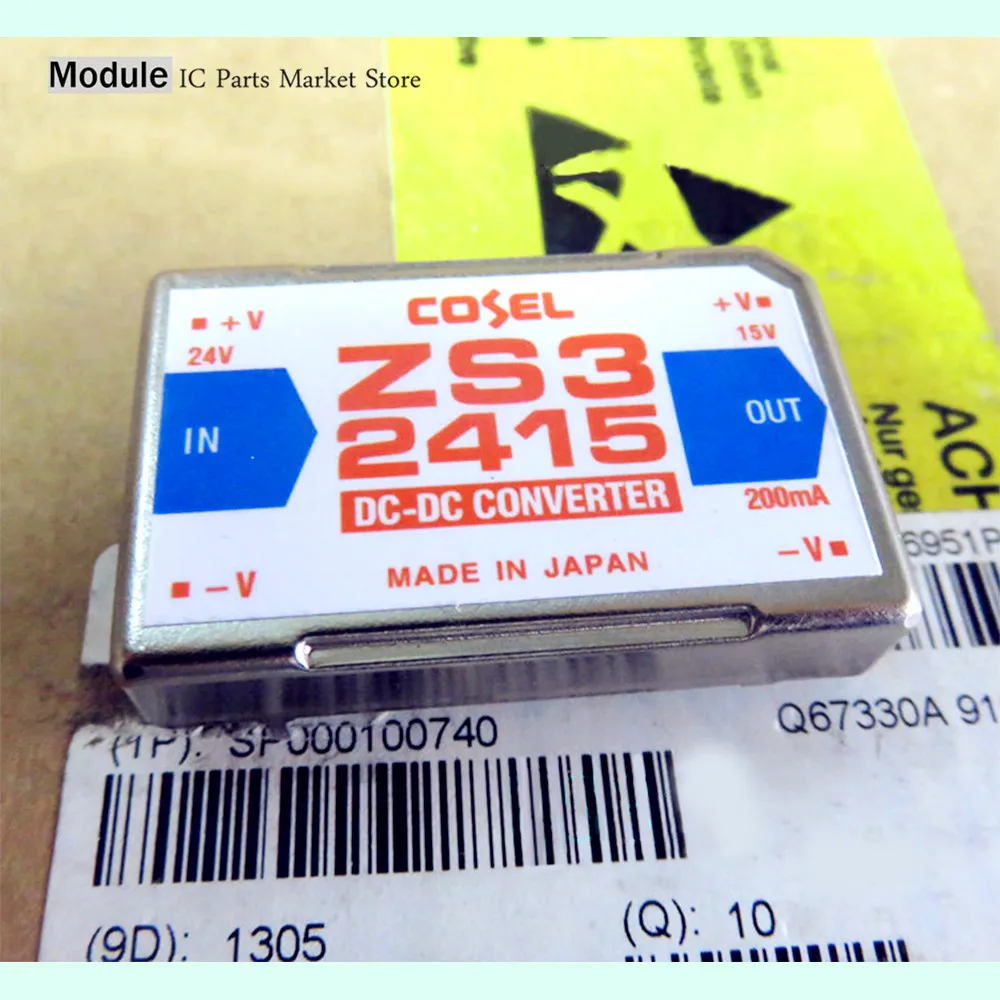 Module IC Parts Market Store
COSEL
+V
24V
IN
-V
ZS3
2415
DC-DC CONVERTER
MADE IN JAPAN
+V
15V
OUT
200mA
-V
ACH
Nur ge
6951P
(1P): SP000100740
Q67330A 91
(9D): 1305
(Q): 10